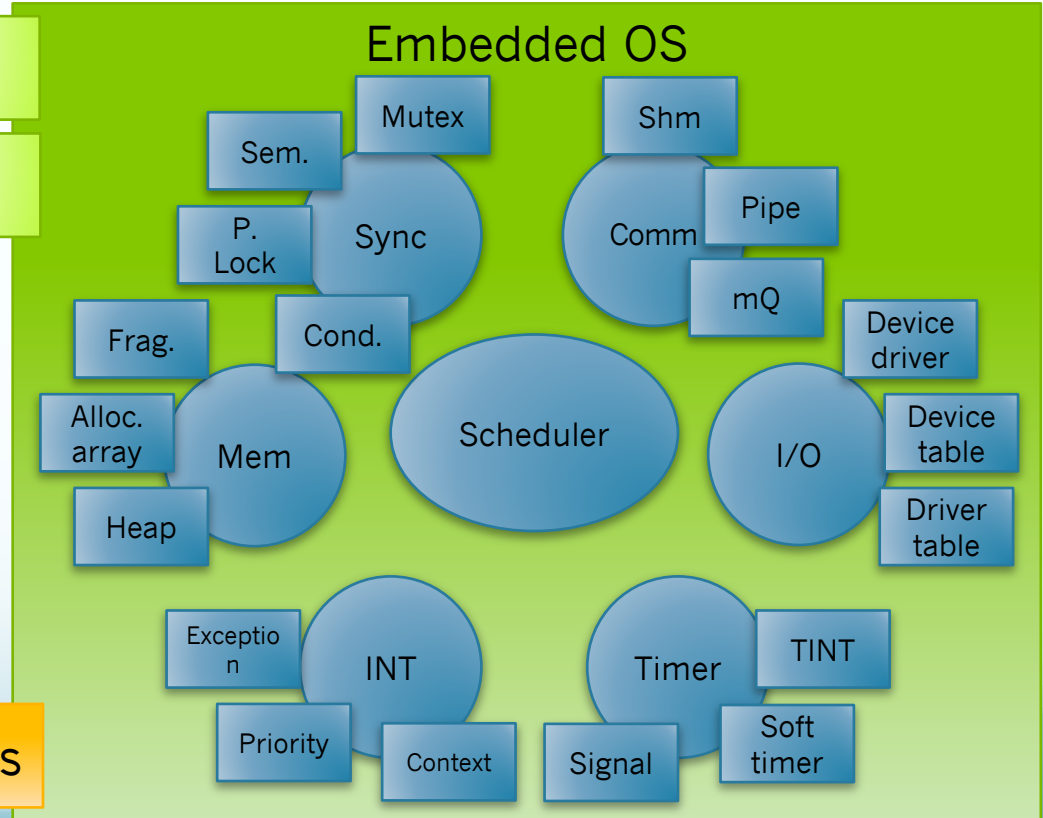 Embedded OS
Mutex
Shm
Sem.
Pipe
P.
Lock
Sync
Comm
mQ
Frag.
Cond.
Device
driver
Alloc.
array
Mem
Scheduler
I/O
Device
table
Heap
Driver
table
Exceptio
n
INT
Timer
TINT
Priority
Context
Signal
Soft
timer
s